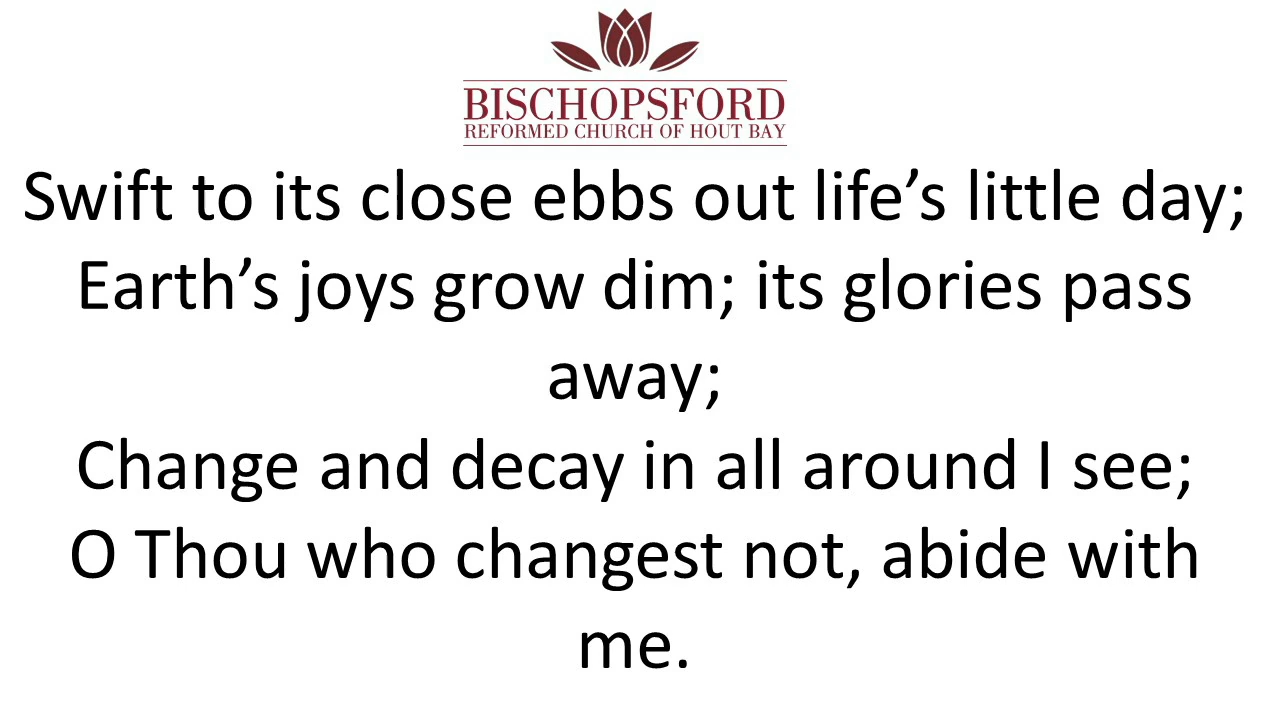 BISCHOPSFORD
REFORMED CHURCH OF HOUT BAY
Swift to its close ebbs out life’s little day;
Earth’s joys grow dim; its glories pass
away;
Change and decay in all around I see;
O Thou who changest not, abide with
me.